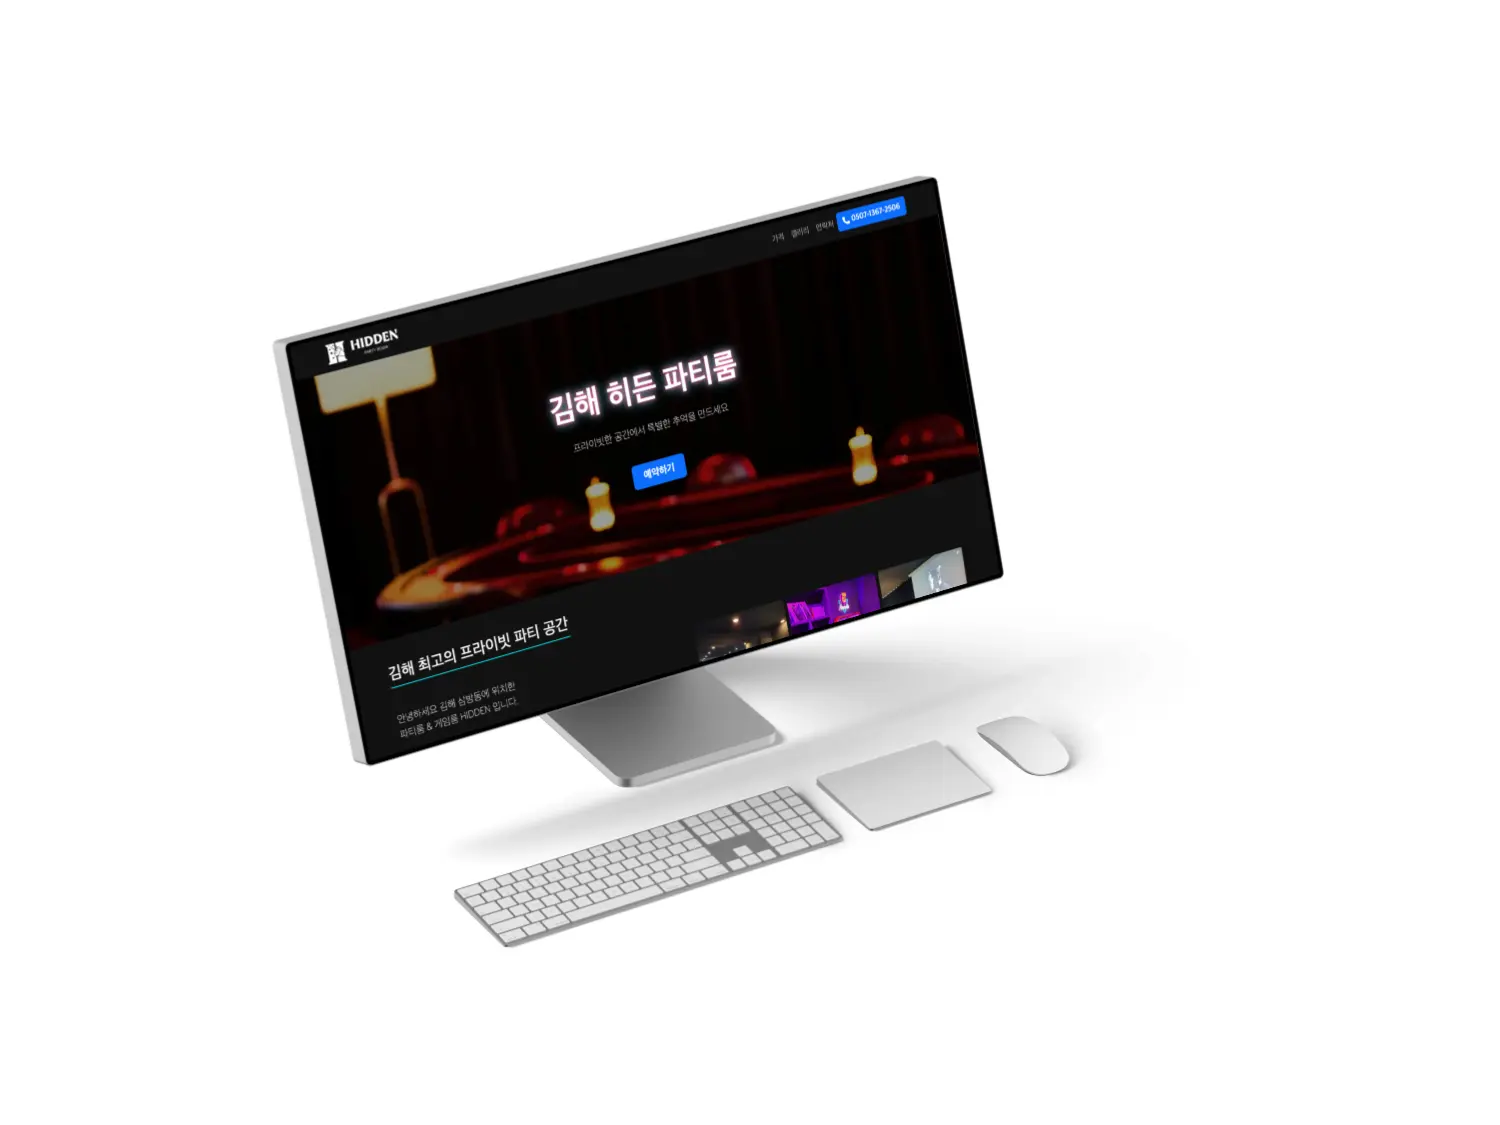 HIDDEN
PARTY ROOM
가격 갤러리 연락처 0507-1367-2506
김해 히든 파티룸
프라이빗한 공간에서 특별한 추억을 만드세요
예약하기
김해 최고의 프라이빗 파티 공간
안녕하세요 김해 삼방동에 위치한
파티룸 & 게임룸 HIDDEN 입니다.